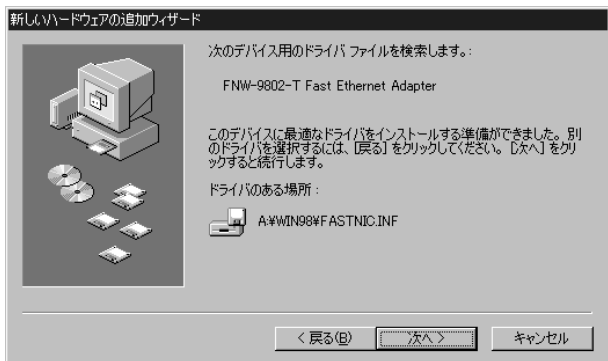 新しいハードウェアの追加ウィザード
次のデバイス用のドライバ ファイルを検索します。:
FNW-9802-T Fast Ethernet Adapter
このデバイスに最適なドライバをインストールする準備ができました。別
のドライバを選択するには、[戻る] をクリックしてください。[次へ] をクリ
ックすると続行します。
ドライバのある場所:
A:¥WIN98¥FASTNIC.INF
< 戻る(B)
次へ >
キャンセル